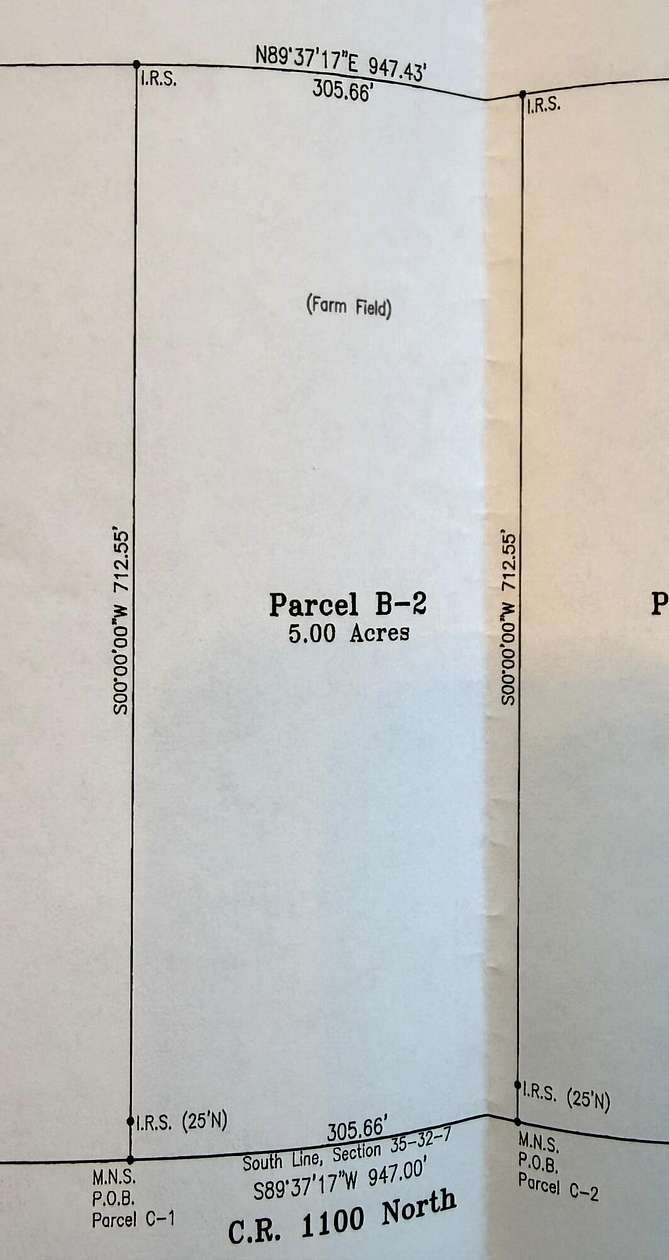 N89°37'17"E 947.43'
305.66'
I.R.S.
I.R.S.
(Farm Field)
S00°00'00"W 712.55'
S00°00'00"W 712.55'
Parcel B-2
5.00 Acres
P
I.R.S. (25'N)
I.R.S. (25'N)
305.66'
South Line, Section 35-32-7
S89°37'17"W 947.00'
C.R. 1100 North
M.N.S.
P.O.B.
Parcel C-1
M.N.S.
P.O.B.
Parcel C-2